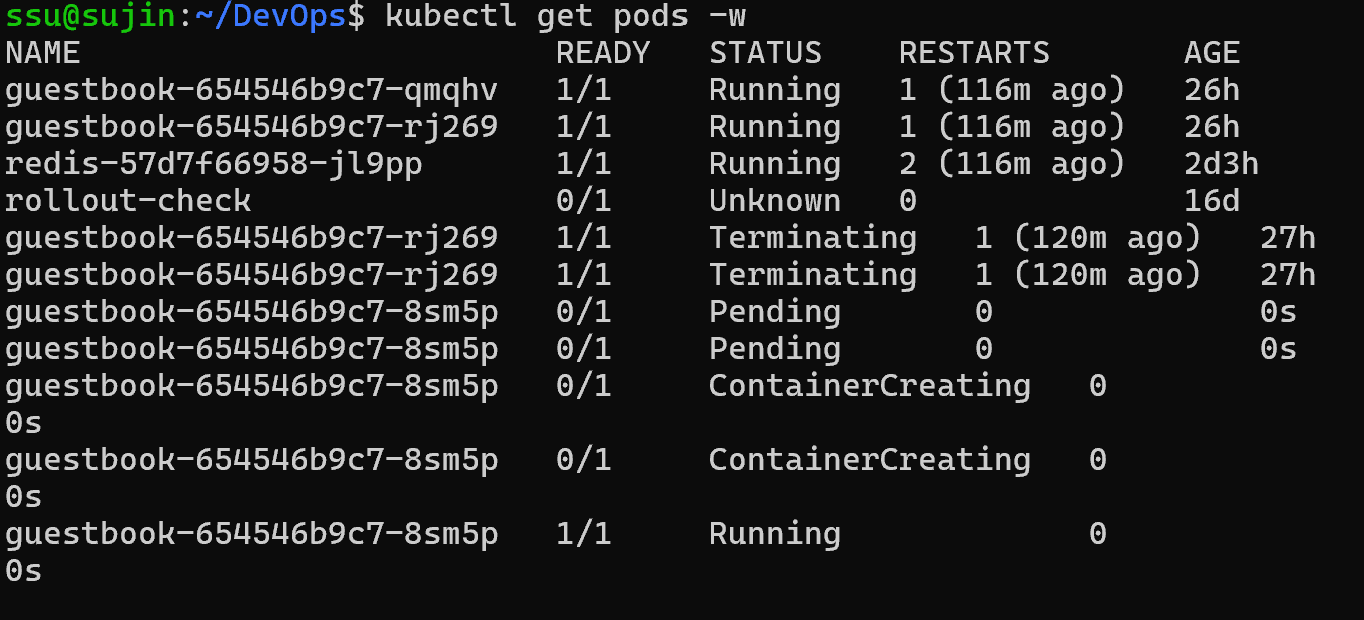 ssu@sujin:~/DevOps$ kubectl get pods -w
NAME                         READY   STATUS    RESTARTS       AGE
guestbook-654546b9c7-qmqhv   1/1     Running   1 (116m ago)   26h
guestbook-654546b9c7-rj269   1/1     Running   1 (116m ago)   26h
redis-57d7f66958-jl9pp       1/1     Running   2 (116m ago)   2d3h
rollout-check                0/1     Unknown   0              16d
guestbook-654546b9c7-rj269   1/1     Terminating   1 (120m ago)   27h
guestbook-654546b9c7-rj269   1/1     Terminating   1 (120m ago)   27h
guestbook-654546b9c7-8sm5p   0/1     Pending       0              0s
guestbook-654546b9c7-8sm5p   0/1     Pending       0              0s
guestbook-654546b9c7-8sm5p   0/1     ContainerCreating   0
0s
guestbook-654546b9c7-8sm5p   0/1     ContainerCreating   0
0s
guestbook-654546b9c7-8sm5p   1/1     Running             0
0s